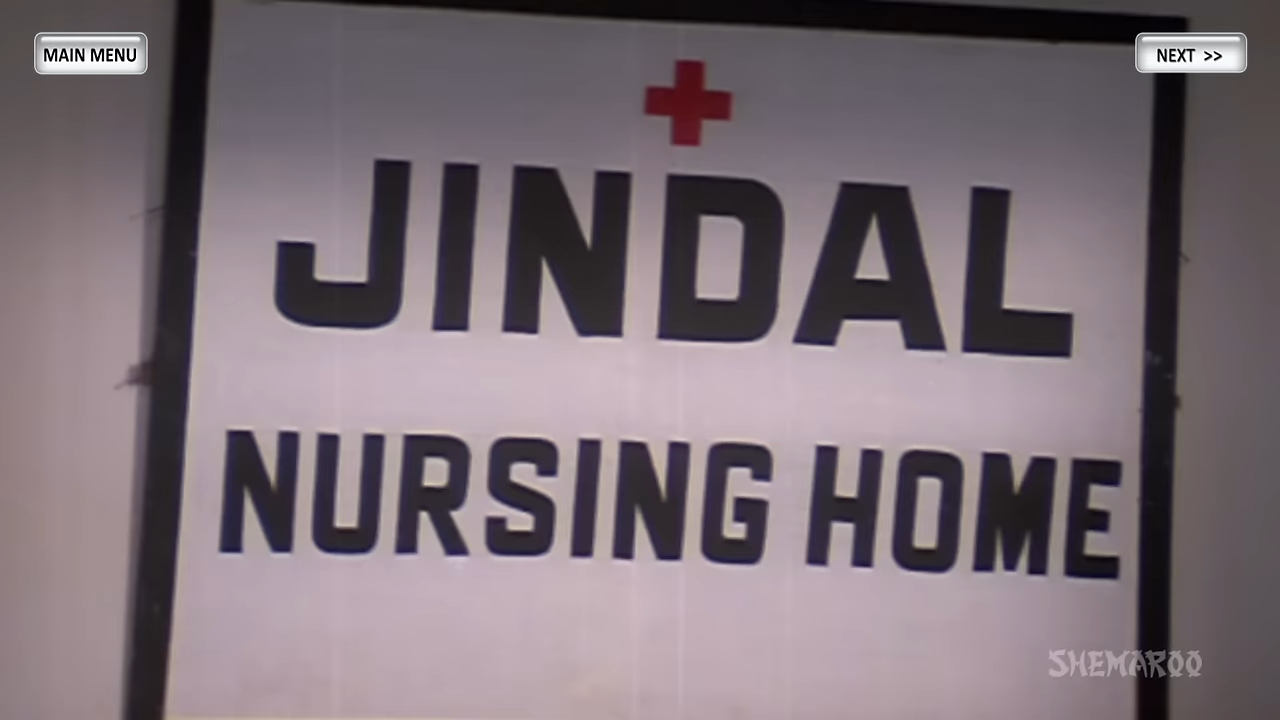 MAIN MENU
NEXT >>
JINDAL
NURSING HOME
SHEMAROO